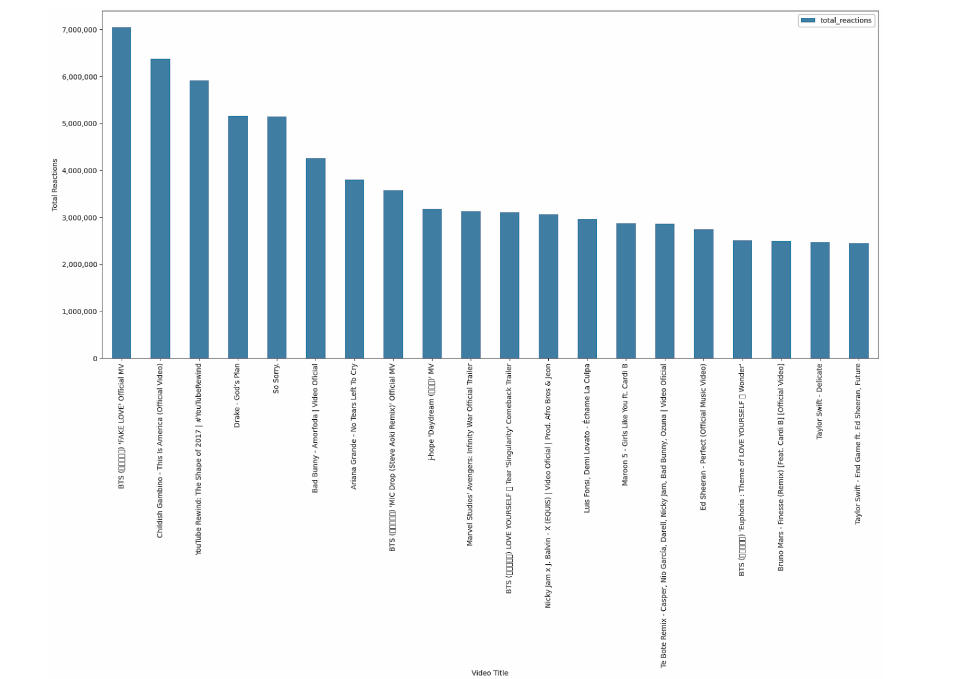 total_reactions
7,000,000
6,000,000
5,000,000
4,000,000
3,000,000
2,000,000
1,000,000
0
Total Reactions
BTS (▯▯▯▯▯) 'FAKE LOVE' Official MV
Childish Gambino - This Is America (Official Video)
YouTube Rewind: The Shape of 2017 | #YouTubeRewind
Drake - God's Plan
So Sorry.
Bad Bunny - Amorfoda | Video Oficial
Ariana Grande - No Tears Left To Cry
BTS (▯▯▯▯▯) 'MIC Drop (Steve Aoki Remix)' Official MV
j-hope 'Daydream (▯▯▯)' MV
Marvel Studios' Avengers: Infinity War Official Trailer
BTS (▯▯▯▯▯) LOVE YOURSELF ▯ Tear 'Singularity' Comeback Trailer
Nicky Jam x J. Balvin - X (EQUIS) | Video Oficial | Prod. Afro Bros & Jeon
Luis Fonsi, Demi Lovato - Échame La Culpa
Maroon 5 - Girls Like You ft. Cardi B
Te Bote Remix - Casper, Nio García, Darell, Nicky Jam, Bad Bunny, Ozuna | Video Oficial
Ed Sheeran - Perfect (Official Music Video)
BTS (▯▯▯▯▯) 'Euphoria : Theme of LOVE YOURSELF ▯ Wonder'
Bruno Mars - Finesse (Remix) [Feat. Cardi B] [Official Video]
Taylor Swift - Delicate
Taylor Swift - End Game ft. Ed Sheeran, Future
Video Title